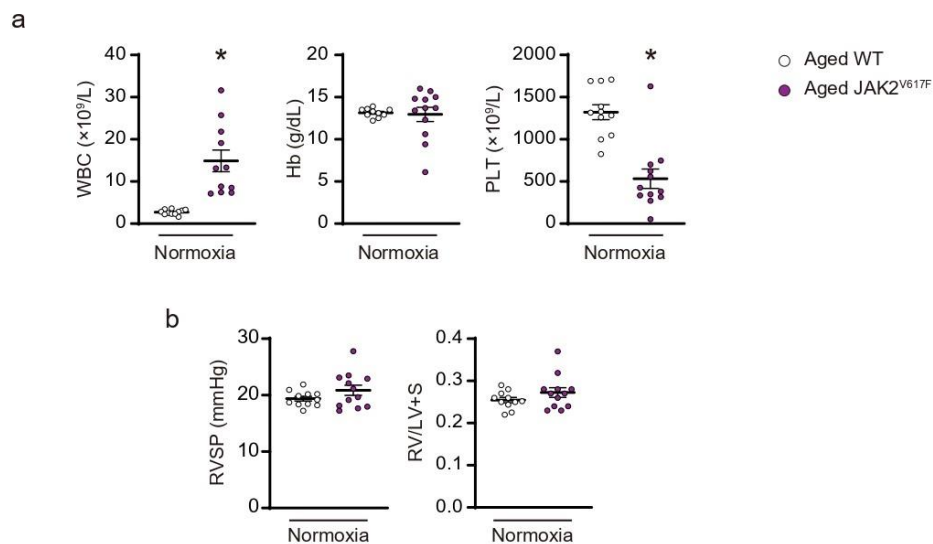 a
WBC (×10⁹/L)
40
30
20
10
0
*
Normoxia
Hb (g/dL)
20
15
10
5
0
Normoxia
PLT (×10⁹/L)
2000
1500
1000
500
0
*
Normoxia
Aged WT
Aged JAK2ⱽ⁶¹⁷ᶠ
b
RVSP (mmHg)
30
20
10
0
Normoxia
RV/LV+S
0.4
0.3
0.2
0.1
0.0
Normoxia